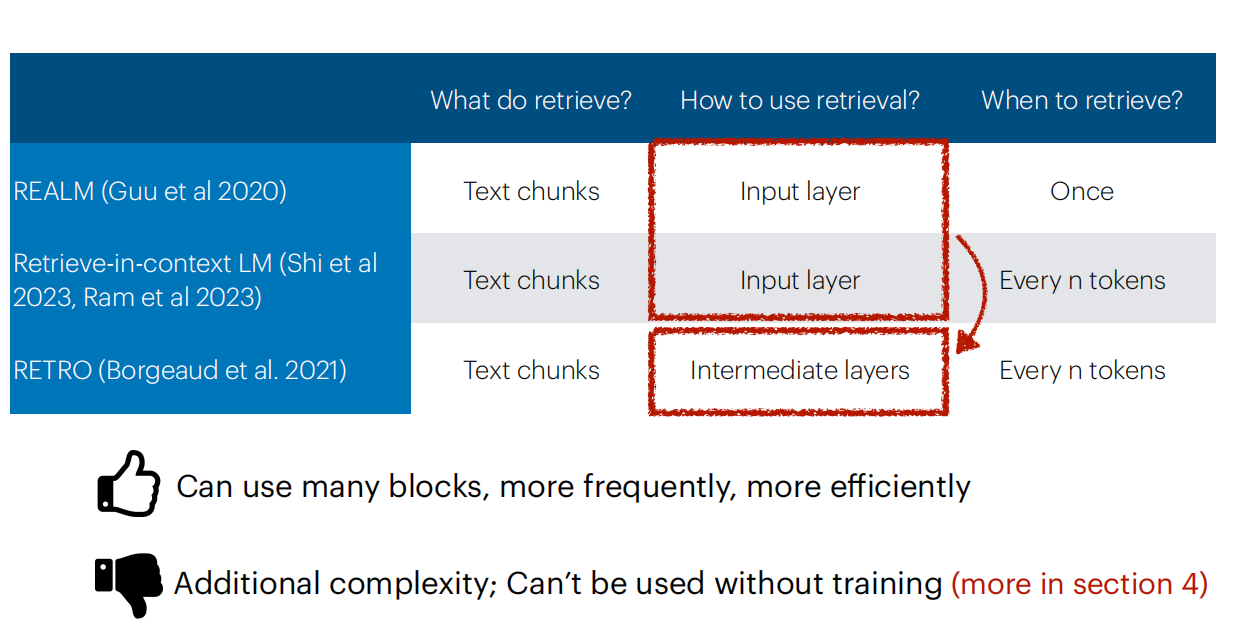 What do retrieve? How to use retrieval? When to retrieve?
REALM (Guu et al 2020) Text chunks Input layer Once
Retrieve-in-context LM (Shi et al
2023, Ram et al 2023) Text chunks Input layer Every n tokens
RETRO (Borgeaud et al. 2021) Text chunks Intermediate layers Every n tokens
Can use many blocks, more frequently, more efficiently
Additional complexity; Can’t be used without training (more in section 4)